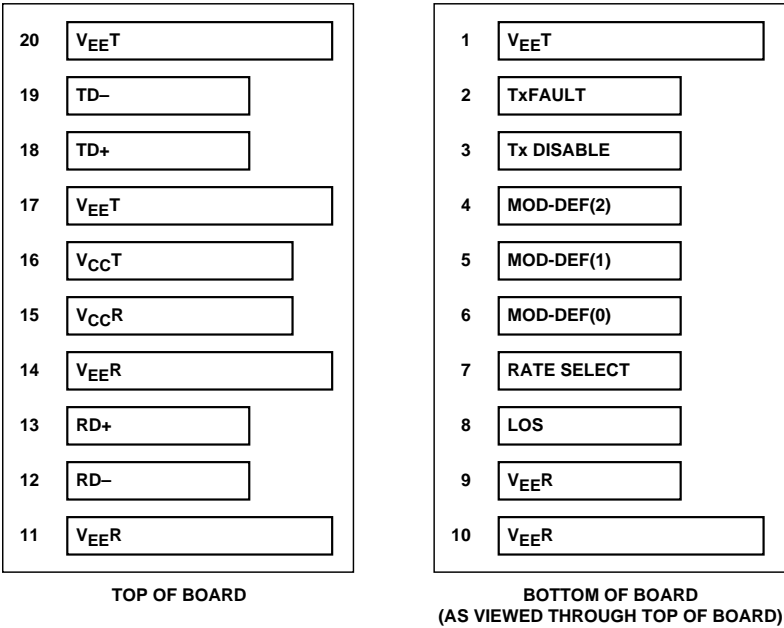 20 VEET
19 TD–
18 TD+
17 VEET
16 VCCT
15 VCCR
14 VEER
13 RD+
12 RD–
11 VEER
TOP OF BOARD
1 VEET
2 TxFAULT
3 Tx DISABLE
4 MOD-DEF(2)
5 MOD-DEF(1)
6 MOD-DEF(0)
7 RATE SELECT
8 LOS
9 VEER
10 VEER
BOTTOM OF BOARD
(AS VIEWED THROUGH TOP OF BOARD)